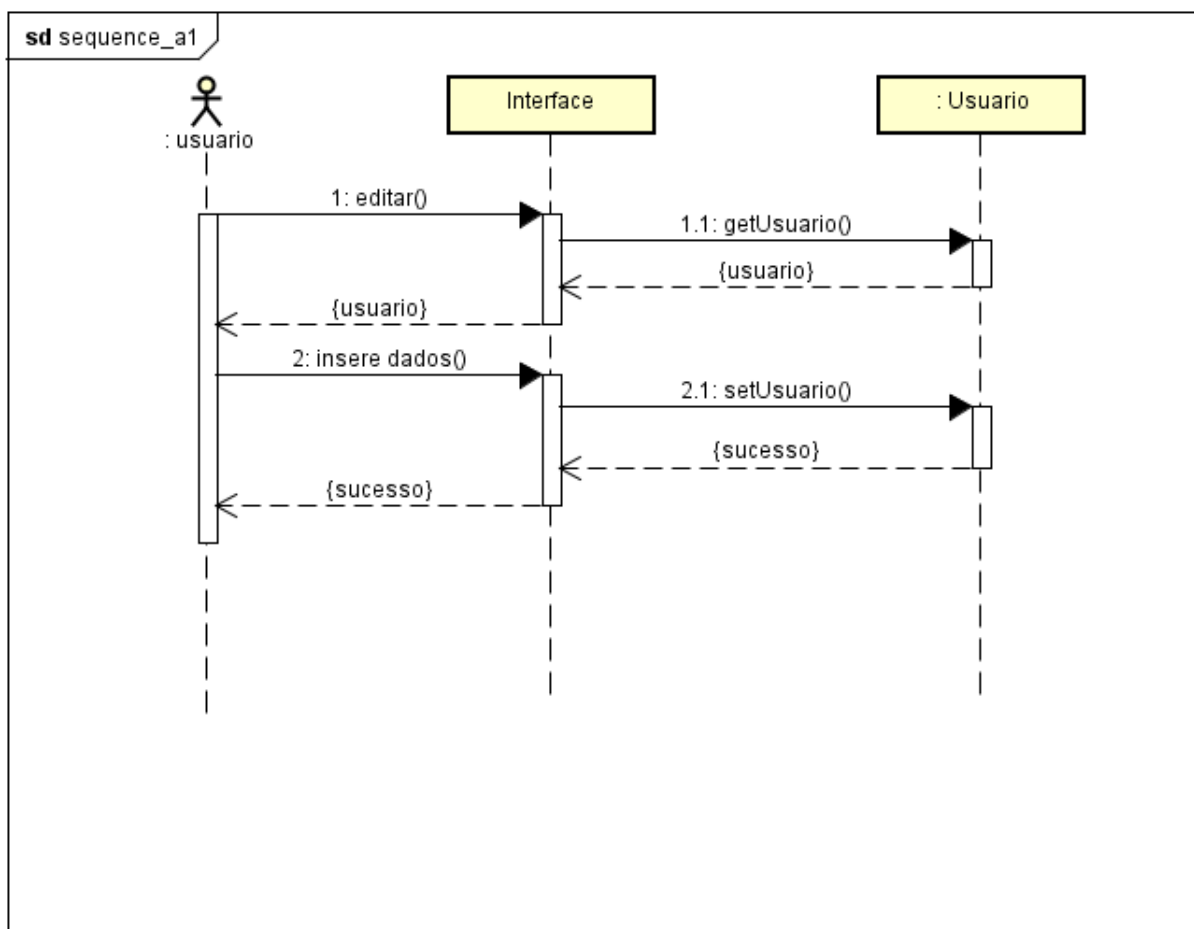 sd sequence_a1
: usuario
Interface
: Usuario
1: editar()
1.1: getUsuario()
{usuario}
{usuario}
2: insere dados()
2.1: setUsuario()
{sucesso}
{sucesso}